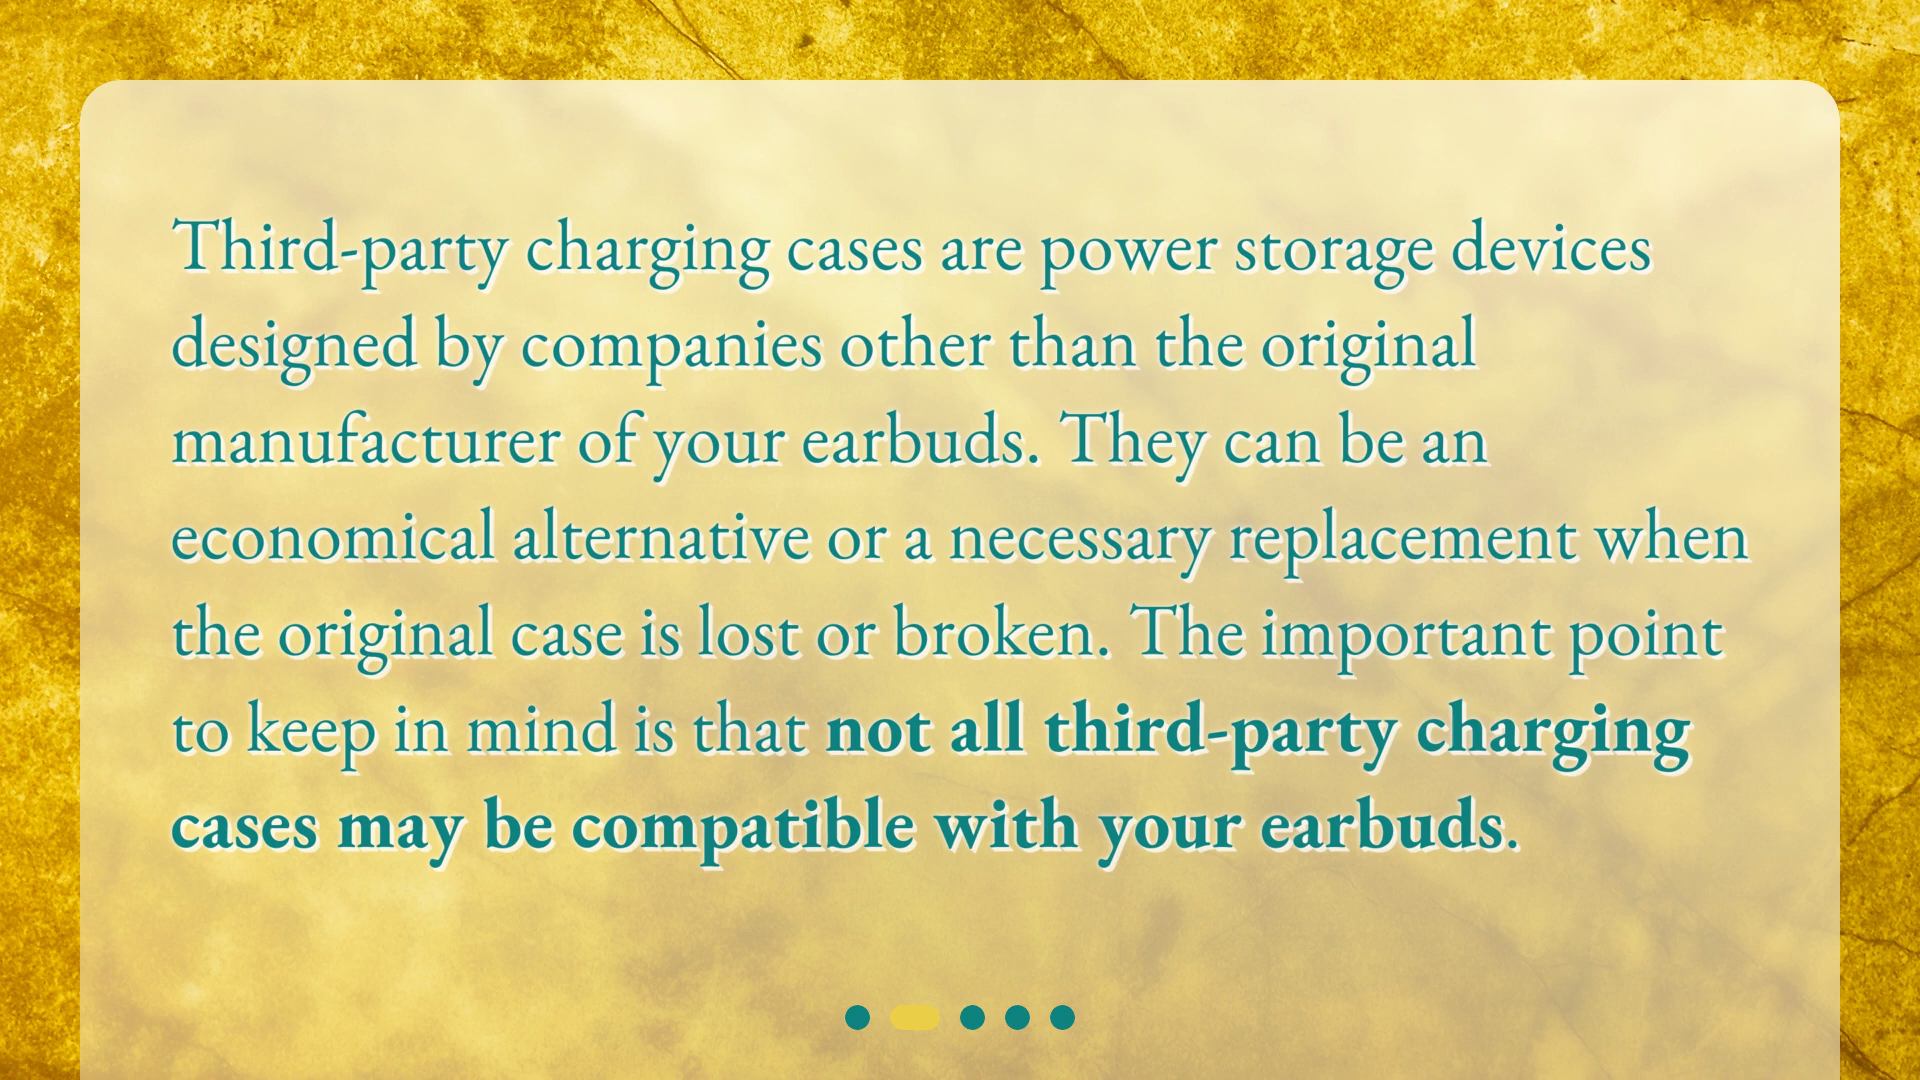 Third-party charging cases are power storage devices
designed by companies other than the original
manufacturer of your earbuds. They can be an
economical alternative or a necessary replacement when
the original case is lost or broken. The important point
to keep in mind is that not all third-party charging
cases may be compatible with your earbuds.